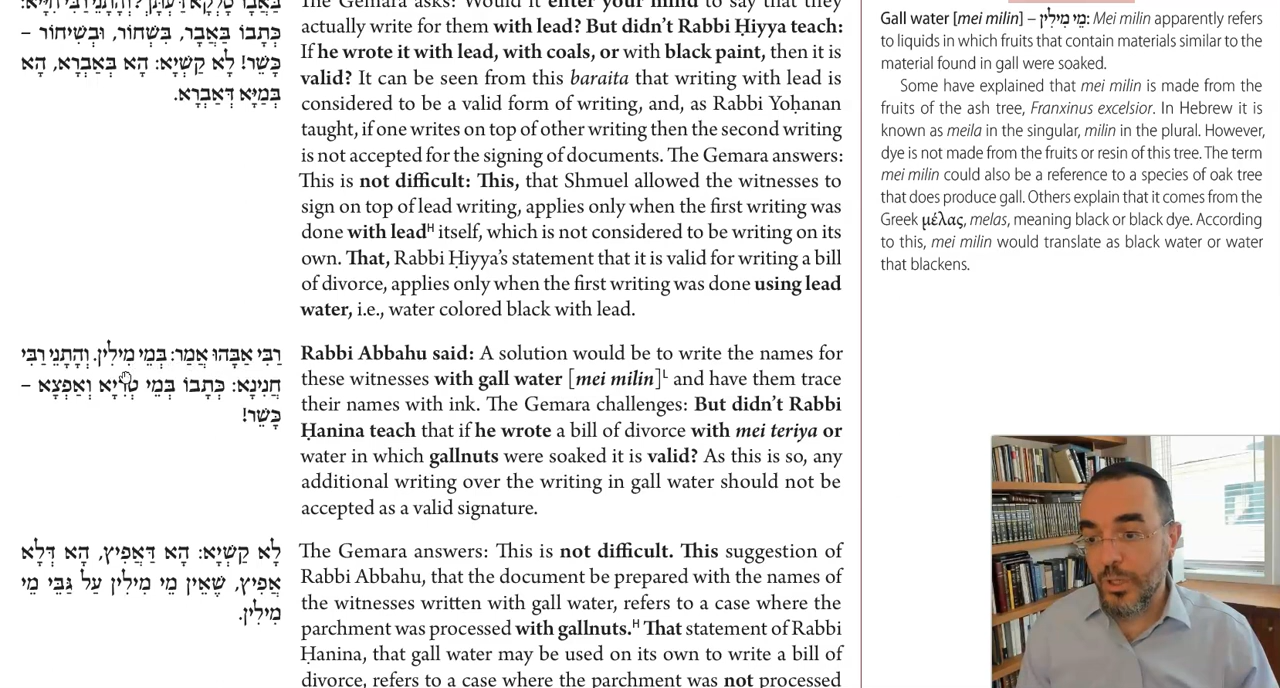 בַּאֲבָר סָלְקָא דַּעְתָּךְ? וְהָתָנֵי רַבִּי חִיָּיא:
כְּתָבוֹ בַּאֲבָר, בִּשְׁחוֹר, וּבְשִׁיחוֹר –
כָּשֵׁר! לָא קַשְׁיָא: הָא בַּאֲבָרָא, הָא
בְּמַיָּא דַּאֲבָרָא.
רַבִּי אַבָּהוּ אֲמַר: בְּמֵי מִילִין. וְהָתָנֵי רַבִּי
חֲנִינָא: כְּתָבוֹ בְּמֵי טַרְיָא וְאַפְצָא –
כָּשֵׁר!
לָא קַשְׁיָא: הָא דַּאֲפִיץ, הָא דְּלָא
אֲפִיץ, שֶׁאֵין מֵי מִילִין עַל גַּבֵּי מֵי
מִילִין.
The Gemara asks: Would it enter your mind to say that they
actually write for them with lead? But didn't Rabbi Ḥiyya teach:
If he wrote it with lead, with coals, or with black paint, then it is
valid? It can be seen from this baraita that writing with lead is
considered to be a valid form of writing, and, as Rabbi Yoḥanan
taught, if one writes on top of other writing then the second writing
is not accepted for the signing of documents. The Gemara answers:
This is not difficult: This, that Shmuel allowed the witnesses to
sign on top of lead writing, applies only when the first writing was
done with lead^H itself, which is not considered to be writing on its
own. That, Rabbi Ḥiyya's statement that it is valid for writing a bill
of divorce, applies only when the first writing was done using lead
water, i.e., water colored black with lead.
Rabbi Abbahu said: A solution would be to write the names for
these witnesses with gall water [mei milin]^L and have them trace
their names with ink. The Gemara challenges: But didn't Rabbi
Ḥanina teach that if he wrote a bill of divorce with mei teriya or
water in which gallnuts were soaked it is valid? As this is so, any
additional writing over the writing in gall water should not be
accepted as a valid signature.
The Gemara answers: This is not difficult. This suggestion of
Rabbi Abbahu, that the document be prepared with the names of
the witnesses written with gall water, refers to a case where the
parchment was processed with gallnuts.^H That statement of Rabbi
Ḥanina, that gall water may be used on its own to write a bill of
divorce, refers to a case where the parchment was not processed
Gall water [mei milin] – מֵי מִילִין: Mei milin apparently refers
to liquids in which fruits that contain materials similar to the
material found in gall were soaked.
Some have explained that mei milin is made from the
fruits of the ash tree, Franxinus excelsior. In Hebrew it is
known as meila in the singular, milin in the plural. However,
dye is not made from the fruits or resin of this tree. The term
mei milin could also be a reference to a species of oak tree
that does produce gall. Others explain that it comes from the
Greek μέλας, melas, meaning black or black dye. According
to this, mei milin would translate as black water or water
that blackens.